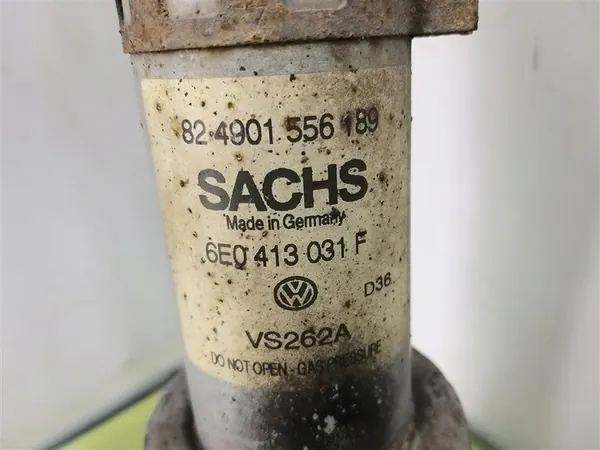 82 4901 556 189
SACHS
Made in Germany
6E0 413 031 F
D36
VS262A
DO NOT OPEN - GAS PRESSURE